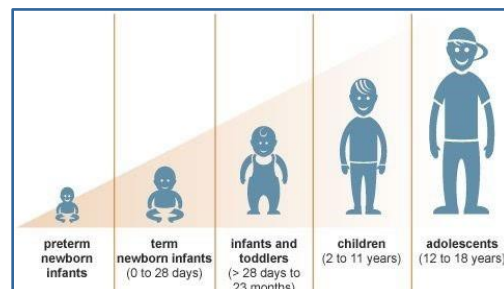 preterm
newborn
infants
term
newborn infants
(0 to 28 days)
infants and
toddlers
(> 28 days to
23 months)
children
(2 to 11 years)
adolescents
(12 to 18 years)